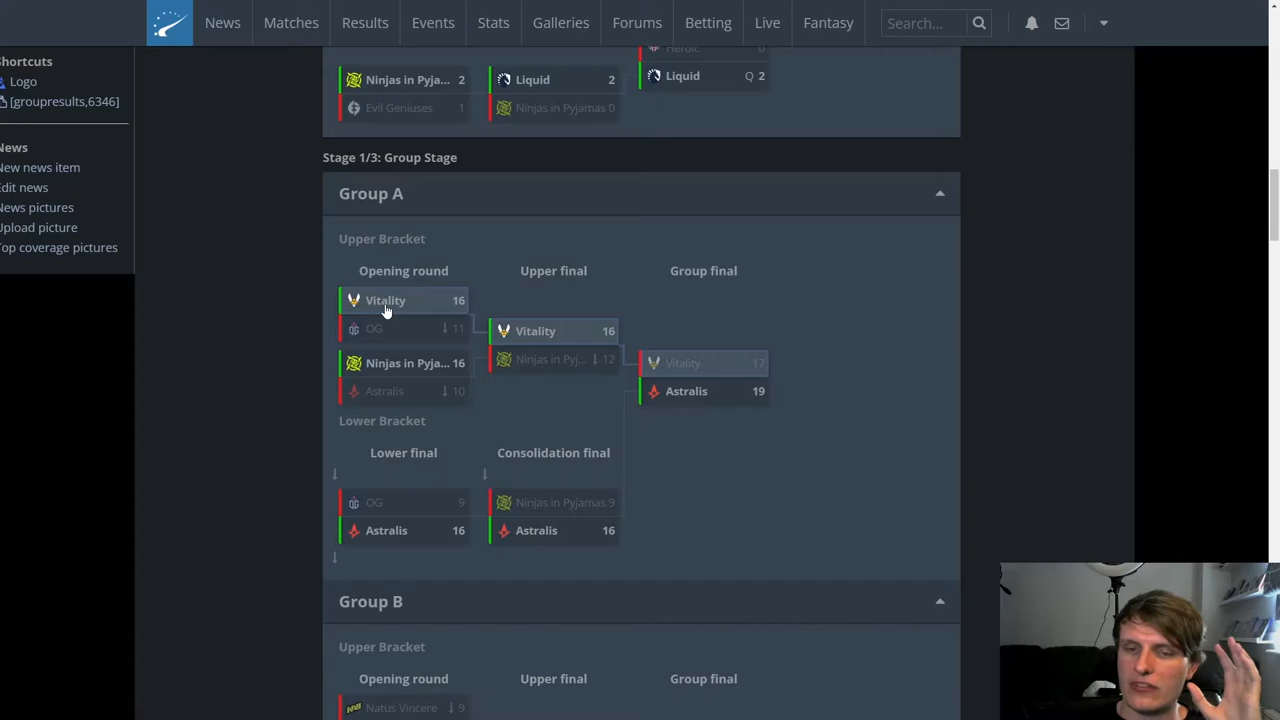 News Matches Results Events Stats Galleries Forums Betting Live Fantasy Search...
Shortcuts
Logo
[groupresults,6346]
News
New news item
Edit news
News pictures
Upload picture
Top coverage pictures
Heroic 0
Ninjas in Pyja... 2 Liquid 2 Liquid Q 2
Evil Geniuses 1 Ninjas in Pyjamas 0
Stage 1/3: Group Stage
Group A
Upper Bracket
Opening round Upper final Group final
Vitality 16
OG ↓ 11 Vitality 16
Ninjas in Pyja... 16 Ninjas in Pyj... ↓ 12 Vitality 17
Astralis ↓ 10 Astralis 19
Lower Bracket
Lower final Consolidation final
OG 9 Ninjas in Pyjamas 9
Astralis 16 Astralis 16
Group B
Upper Bracket
Opening round Upper final Group final
Natus Vincere ↓ 9